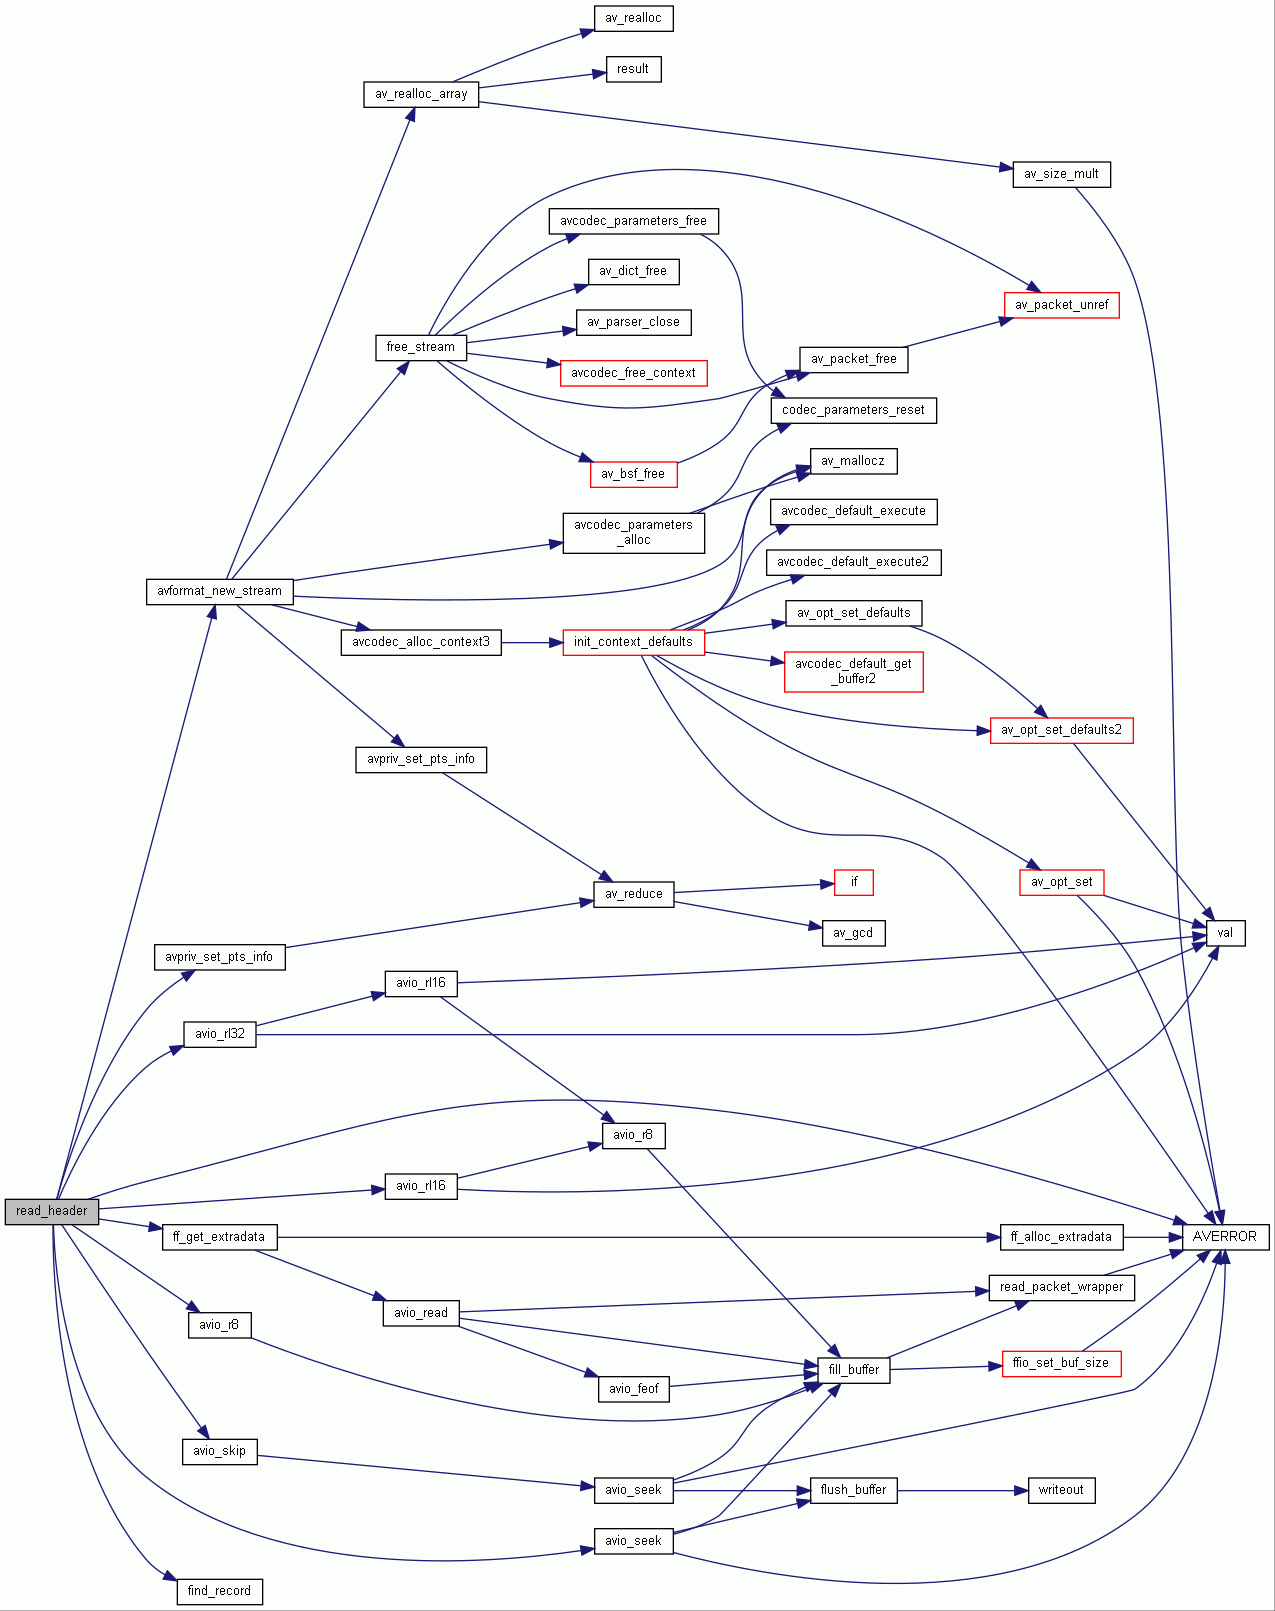 av_realloc
result
av_realloc_array
av_size_mult
avcodec_parameters_free
av_dict_free
av_packet_unref
av_parser_close
free_stream
av_packet_free
avcodec_free_context
codec_parameters_reset
av_mallocz
av_bsf_free
avcodec_default_execute
avcodec_parameters
_alloc
avcodec_default_execute2
avformat_new_stream
av_opt_set_defaults
avcodec_alloc_context3
init_context_defaults
avcodec_default_get
_buffer2
av_opt_set_defaults2
avpriv_set_pts_info
if
av_opt_set
av_reduce
av_gcd
val
avpriv_set_pts_info
avio_rl16
avio_rl32
avio_r8
avio_rl16
read_header
ff_get_extradata
ff_alloc_extradata
AVERROR
read_packet_wrapper
avio_read
avio_r8
ffio_set_buf_size
fill_buffer
avio_feof
avio_skip
avio_seek
flush_buffer
writeout
avio_seek
find_record